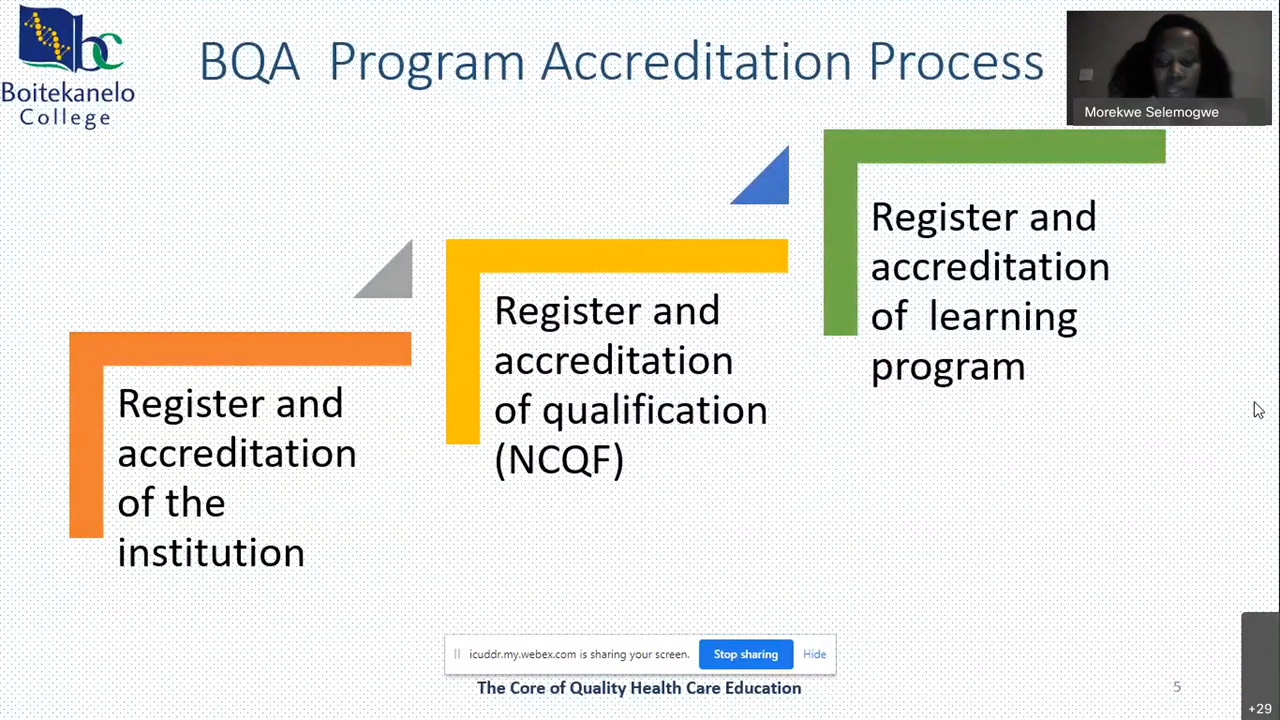 BQA  Program Accreditation Process
bc
Boitekanelo
College
Morekwe Selemogwe
Register and
accreditation
of the
institution
Register and
accreditation
of qualification
(NCQF)
Register and
accreditation
of  learning
program
icuddr.my.webex.com is sharing your screen.
Stop sharing
Hide
The Core of Quality Health Care Education
5
+29